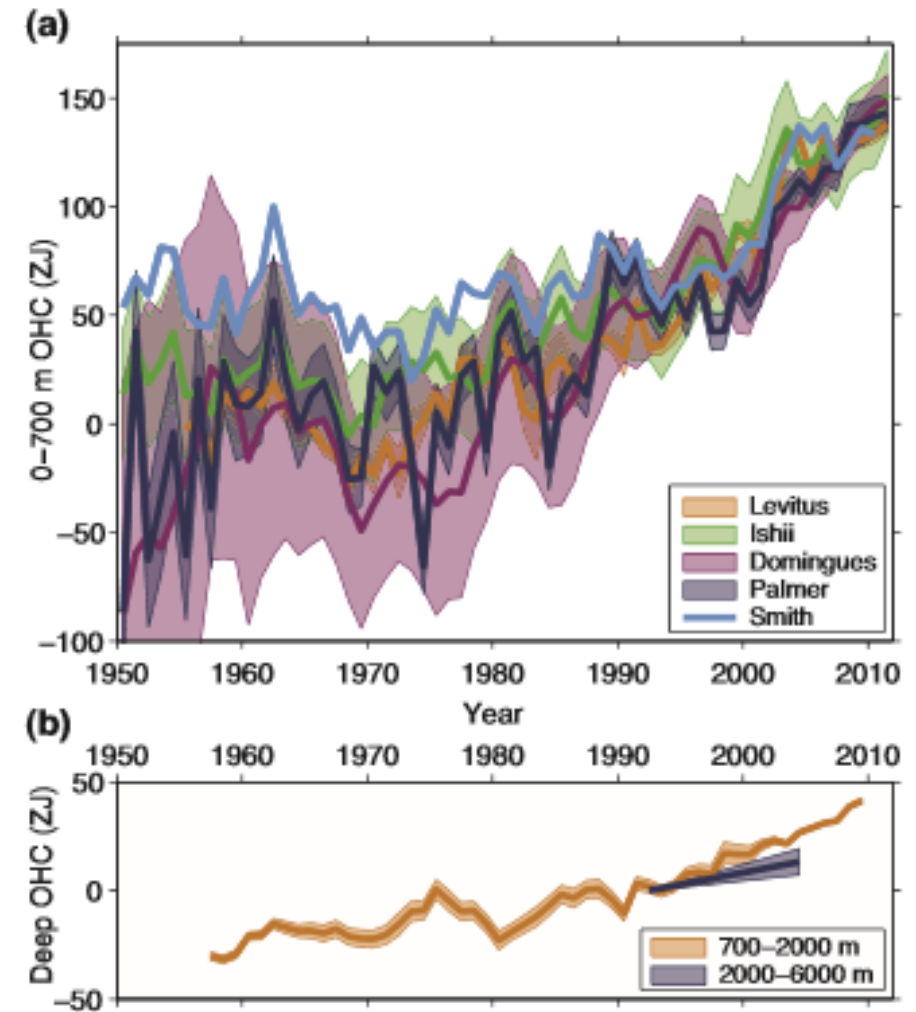 (a)
0–700 m OHC (ZJ)
150
100
50
0
−50
−100
Levitus
Ishii
Domingues
Palmer
Smith
1950 1960 1970 1980 1990 2000 2010
Year
(b)
1950 1960 1970 1980 1990 2000 2010
Deep OHC (ZJ)
50
0
−50
700–2000 m
2000–6000 m